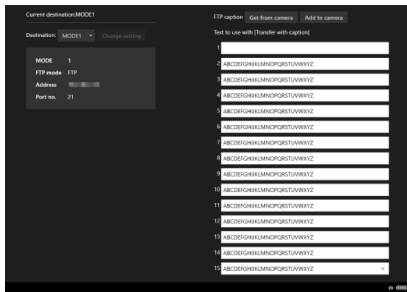 Current destination:MODE1
Destination: MODE1 Change setting
MODE 1
FTP mode FTP
Address
Port no. 21
FTP caption Get from camera Add to camera
Text to use with [Transfer with caption]
1
2 ABCDEFGHIJKLMNOPQRSTUVWXYZ
3 ABCDEFGHIJKLMNOPQRSTUVWXYZ
4 ABCDEFGHIJKLMNOPQRSTUVWXYZ
5 ABCDEFGHIJKLMNOPQRSTUVWXYZ
6 ABCDEFGHIJKLMNOPQRSTUVWXYZ
7 ABCDEFGHIJKLMNOPQRSTUVWXYZ
8 ABCDEFGHIJKLMNOPQRSTUVWXYZ
9 ABCDEFGHIJKLMNOPQRSTUVWXYZ
10 ABCDEFGHIJKLMNOPQRSTUVWXYZ
11 ABCDEFGHIJKLMNOPQRSTUVWXYZ
12 ABCDEFGHIJKLMNOPQRSTUVWXYZ
13 ABCDEFGHIJKLMNOPQRSTUVWXYZ
14 ABCDEFGHIJKLMNOPQRSTUVWXYZ
15 ABCDEFGHIJKLMNOPQRSTUVWXYZ